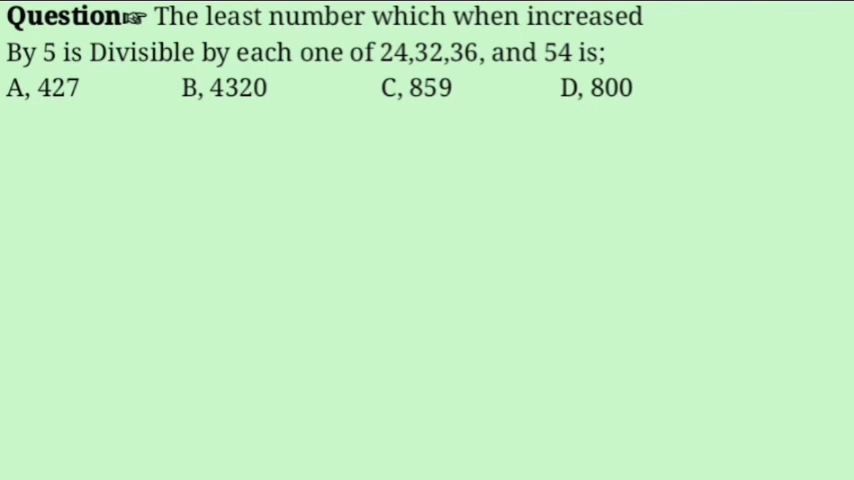 Question☞ The least number which when increased
By 5 is Divisible by each one of 24,32,36, and 54 is;
A, 427 B, 4320 C, 859 D, 800